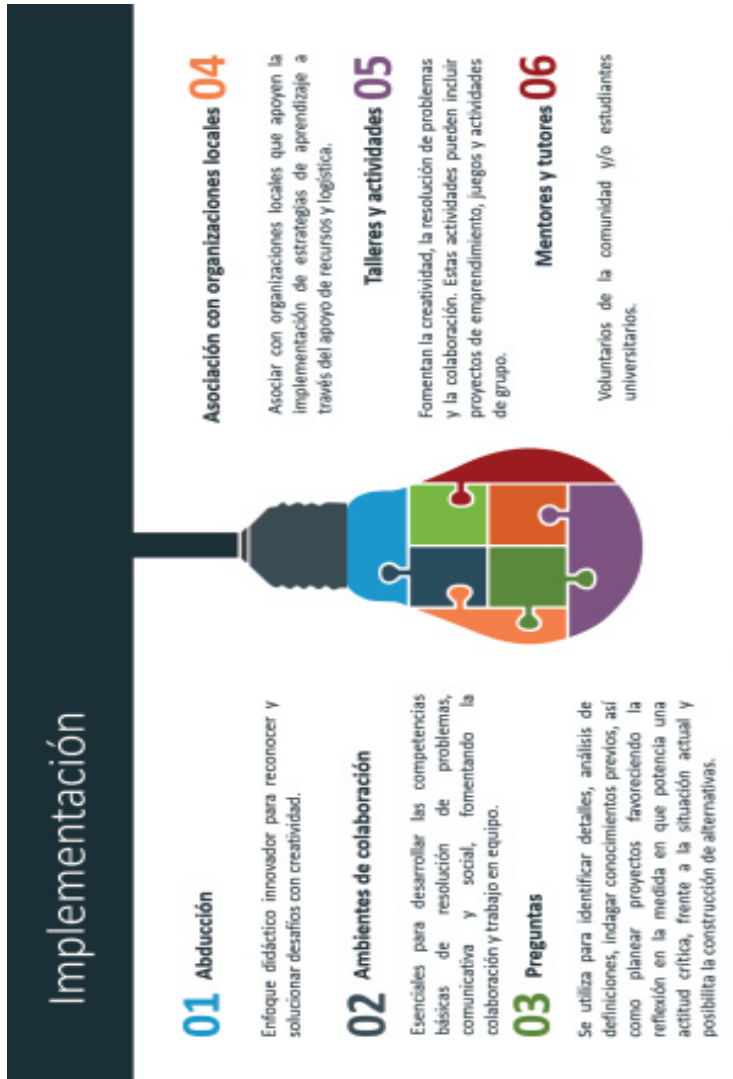 Implementación
01 Abducción
Enfoque didáctico innovador para reconocer y
solucionar desafíos con creatividad.
02 Ambientes de colaboración
Esenciales para desarrollar las competencias
básicas de resolución de problemas,
comunicativa y social, fomentando la
colaboración y trabajo en equipo.
03 Preguntas
Se utiliza para identificar detalles, análisis de
definiciones, indagar conocimientos previos, así
como planear proyectos favoreciendo la
reflexión en la medida en que potencia una
actitud crítica, frente a la situación actual y
posibilita la construcción de alternativas.
Asociación con organizaciones locales 04
Asociar con organizaciones locales que apoyen la
implementación de estrategias de aprendizaje a
través del apoyo de recursos y logística.
Talleres y actividades 05
Fomentan la creatividad, la resolución de problemas
y la colaboración. Estas actividades pueden incluir
proyectos de emprendimiento, juegos y actividades
de grupo.
Mentores y tutores 06
Voluntarios de la comunidad y/o estudiantes
universitarios.